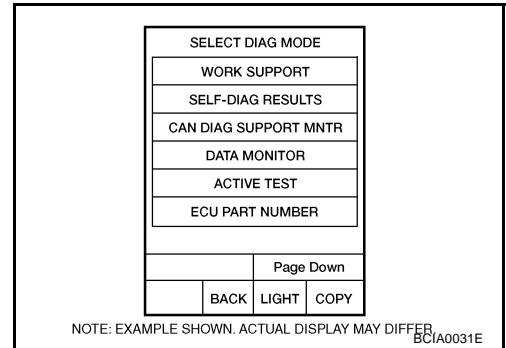 SELECT DIAG MODE
WORK SUPPORT
SELF-DIAG RESULTS
CAN DIAG SUPPORT MNTR
DATA MONITOR
ACTIVE TEST
ECU PART NUMBER
Page Down
BACK LIGHT COPY
NOTE: EXAMPLE SHOWN. ACTUAL DISPLAY MAY DIFFER.
BCIA0031E